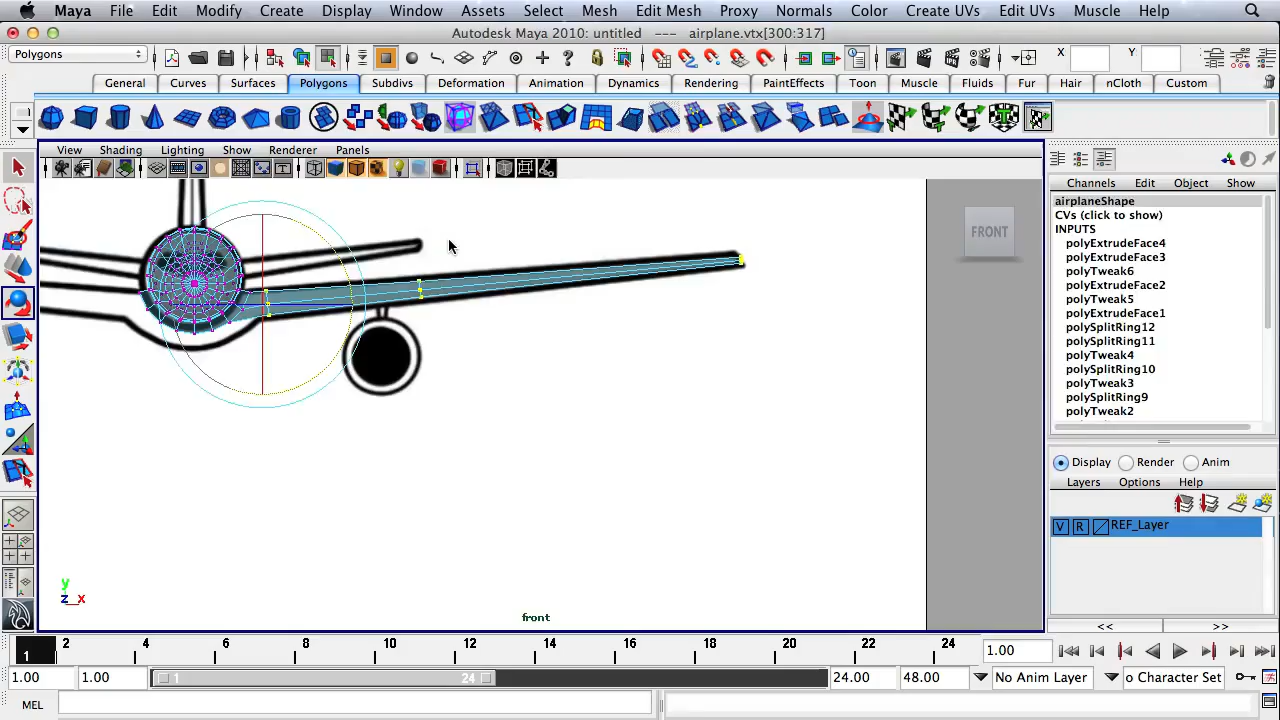 Maya File Edit Modify Create Display Window Assets Select Mesh Edit Mesh Proxy Normals Color Create UVs Edit UVs Muscle Help
Autodesk Maya 2010: untitled --- airplane.vtx[300:317]
Polygons X Y
General Curves Surfaces Polygons Subdivs Deformation Animation Dynamics Rendering PaintEffects Toon Muscle Fluids Fur Hair nCloth Custom
View Shading Lighting Show Renderer Panels
Channels Edit Object Show
airplaneShape
CVs (click to show)
INPUTS
polyExtrudeFace4
polyExtrudeFace3
polyTweak6
polyExtrudeFace2
polyTweak5
polyExtrudeFace1
polySplitRing12
polySplitRing11
polyTweak4
polySplitRing10
polyTweak3
polySplitRing9
polyTweak2
FRONT
Display Render Anim
Layers Options Help
V R REF_Layer
y
z x
front
<< >>
1 2 4 6 8 10 12 14 16 18 20 22 24 1.00
1.00 1.00 1 24 24.00 48.00 No Anim Layer o Character Set
MEL